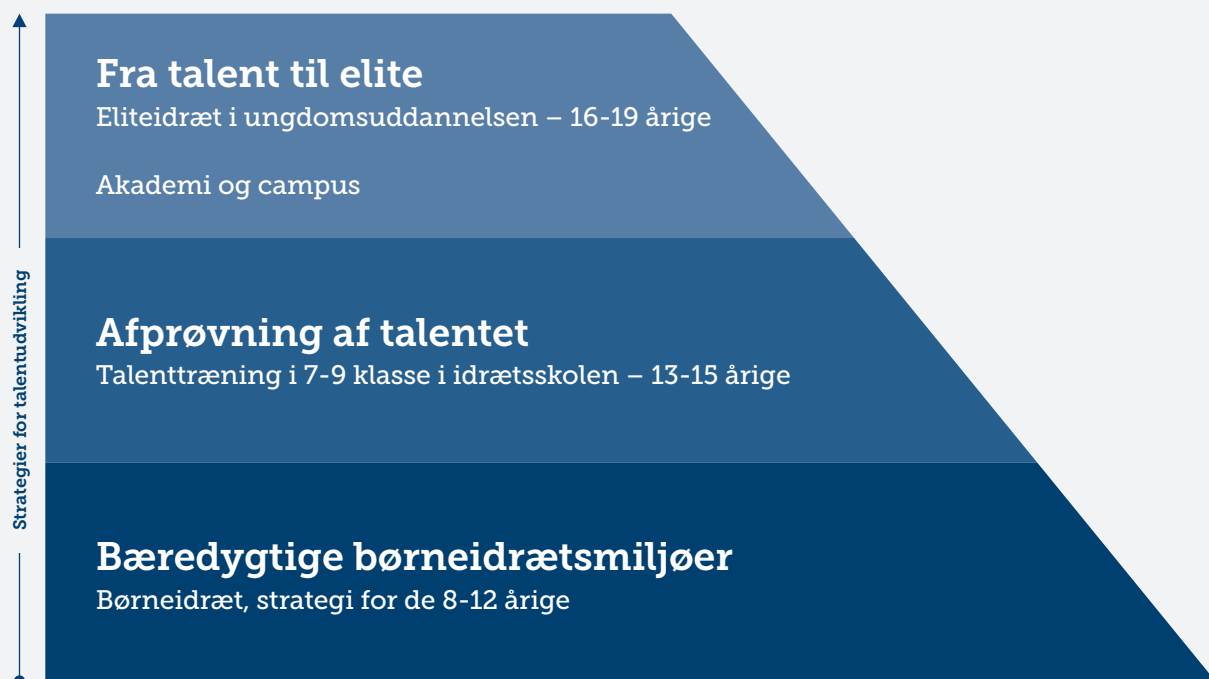 Fra talent til elite
Eliteidræt i ungdomsuddannelsen – 16-19 årige
Akademi og campus
Strategier for talentudvikling
Afprøvning af talentet
Talenttræning i 7-9 klasse i idrætsskolen – 13-15 årige
Bæredygtige børneidrætsmiljøer
Børneidræt, strategi for de 8-12 årige